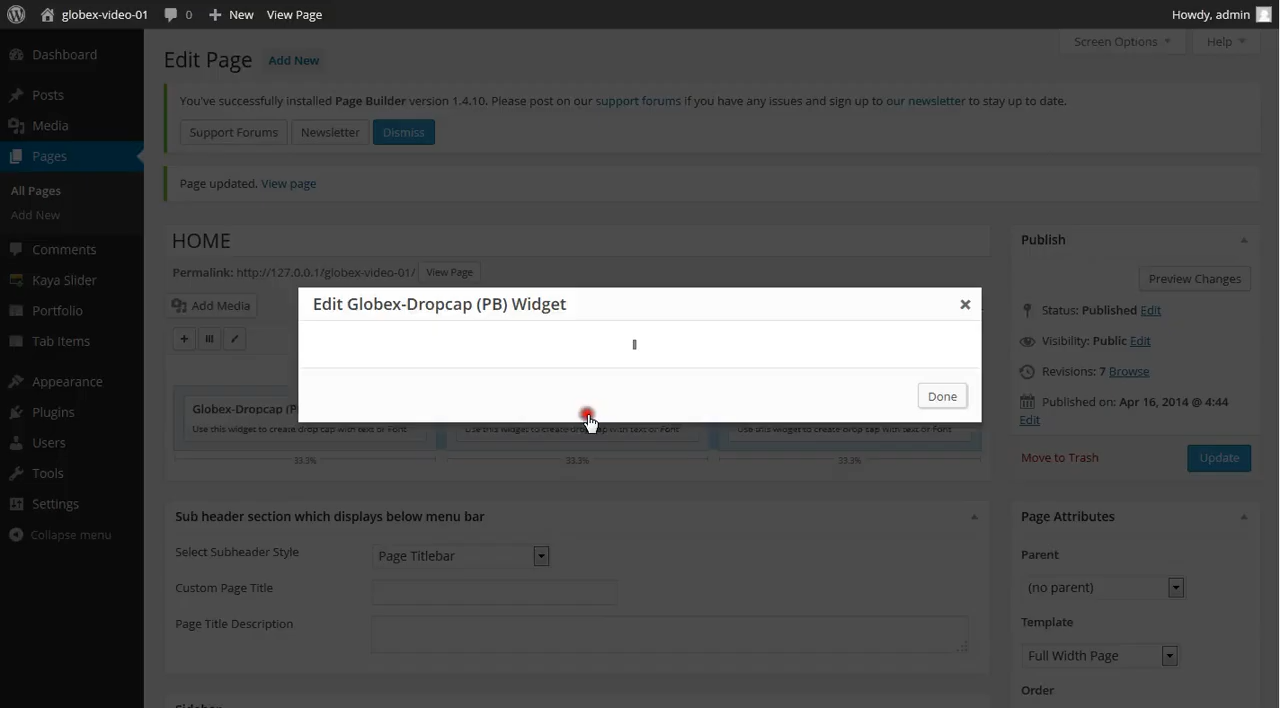 globex-video-01 0 New View Page Howdy, admin
Dashboard
Posts
Media
Pages
All Pages
Add New
Comments
Kaya Slider
Portfolio
Tab Items
Appearance
Plugins
Users
Tools
Settings
Collapse menu
Screen Options Help
Edit Page Add New
You've successfully installed Page Builder version 1.4.10. Please post on our support forums if you have any issues and sign up to our newsletter to stay up to date.
Support Forums Newsletter Dismiss
Page updated. View page
HOME
Permalink: http://127.0.0.1/globex-video-01/ View Page
Add Media
Edit Globex-Dropcap (PB) Widget
Done
Globex-Dropcap (P
Use this widget to create drop cap with text or Font Use this widget to create drop cap with text or Font Use this widget to create drop cap with text or Font
33.3% 33.3% 33.3%
Sub header section which displays below menu bar
Select Subheader Style Page Titlebar
Custom Page Title
Page Title Description
Publish
Preview Changes
Status: Published Edit
Visibility: Public Edit
Revisions: 7 Browse
Published on: Apr 16, 2014 @ 4:44
Edit
Move to Trash Update
Page Attributes
Parent
(no parent)
Template
Full Width Page
Order